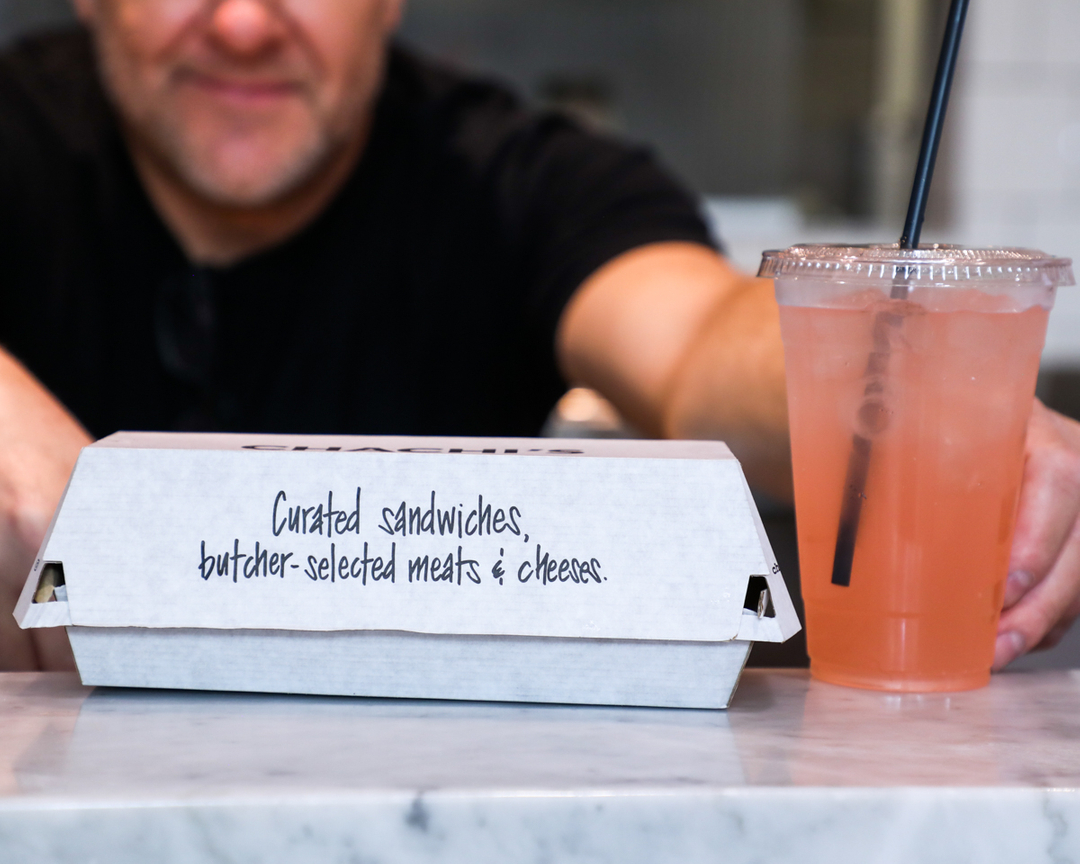 CHACHI'S
Curated sandwiches,
butcher-selected meats & cheeses.